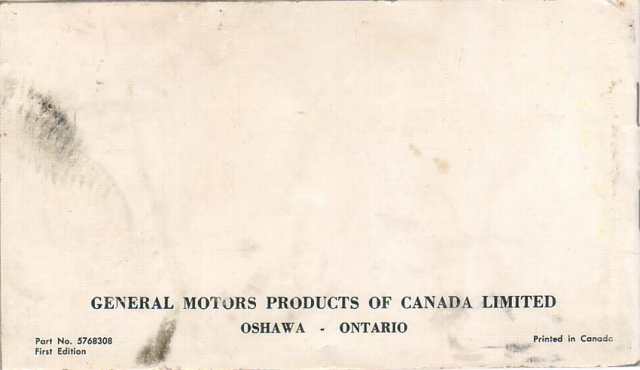 GENERAL MOTORS PRODUCTS OF CANADA LIMITED
OSHAWA - ONTARIO
Part No. 5768308
First Edition
Printed in Canada